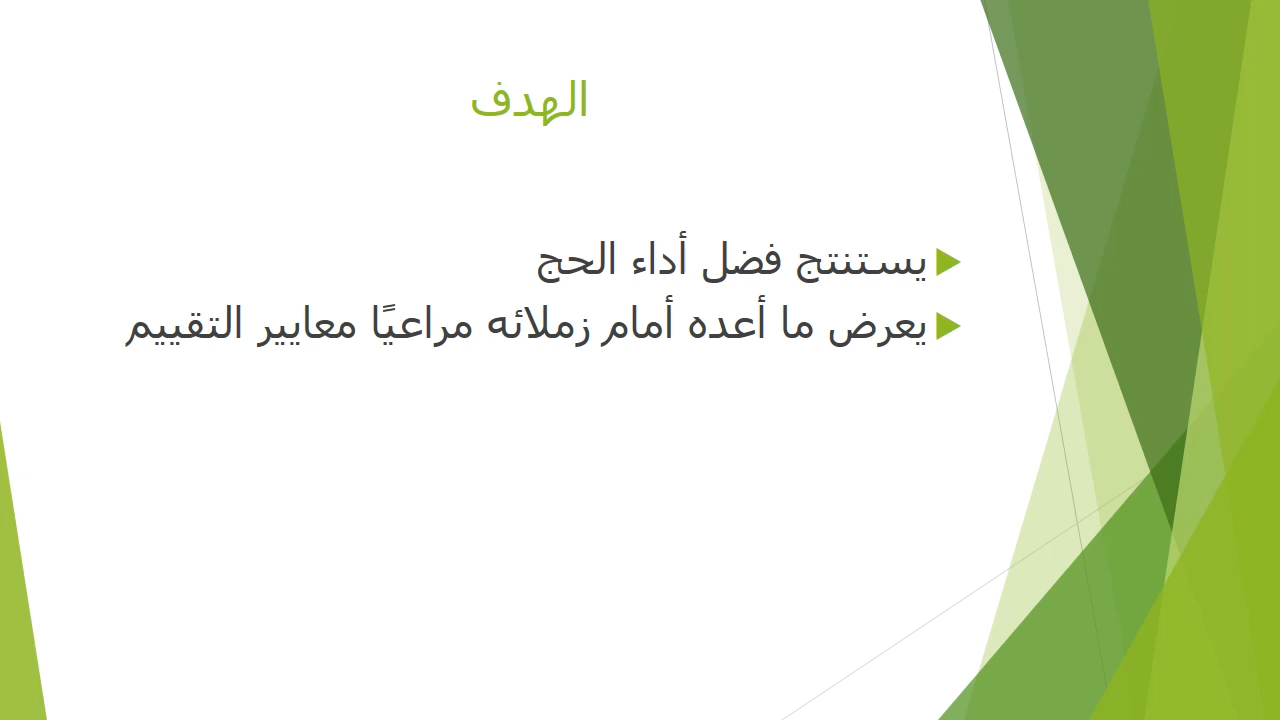 الهدف
يستنتج فضل أداء الحج
يعرض ما أعده أمام زملائه مراعيًا معايير التقييم